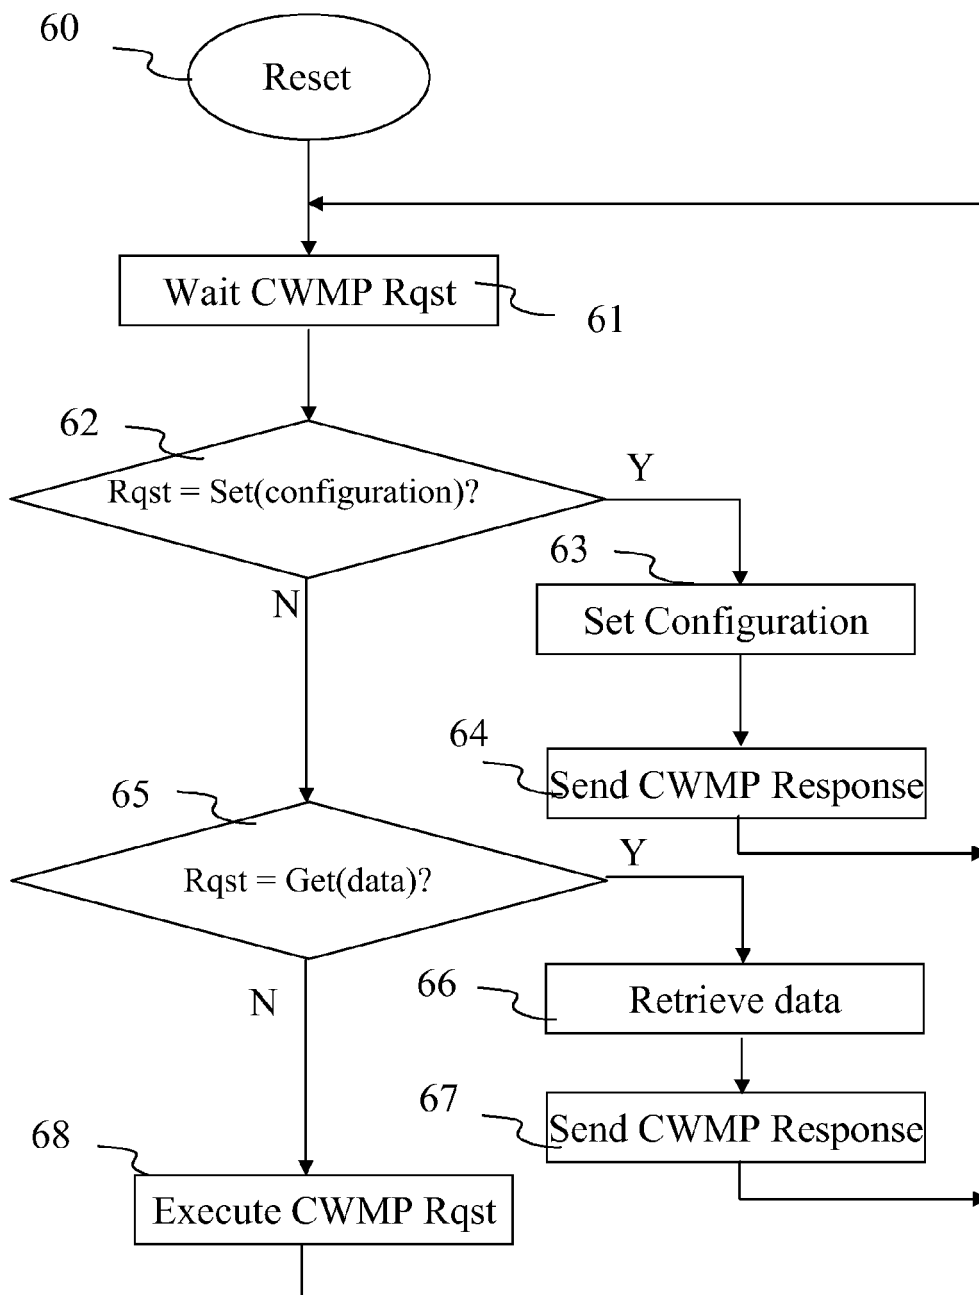 60
Reset
Wait CWMP Rqst
61
62
Rqst = Set(configuration)?
Y
63
N
Set Configuration
64
Send CWMP Response
65
Y
Rqst = Get(data)?
66
N
Retrieve data
67
Send CWMP Response
68
Execute CWMP Rqst